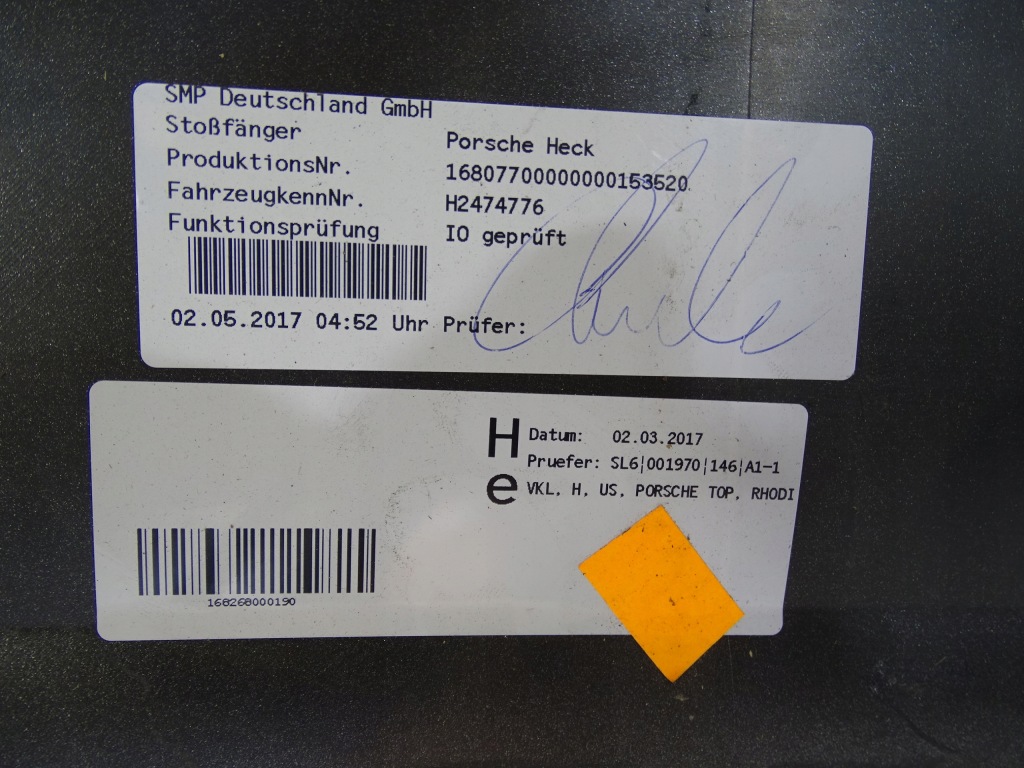 SMP Deutschland GmbH
Stoßfänger Porsche Heck
ProduktionsNr. 16807700000000153520
FahrzeugkennNr. H2474776
Funktionsprüfung IO geprüft
02.05.2017 04:52 Uhr Prüfer:
He
Datum: 02.03.2017
Pruefer: SL6|001970|146|A1-1
VKL, H, US, PORSCHE TOP, RHODI
168268000190